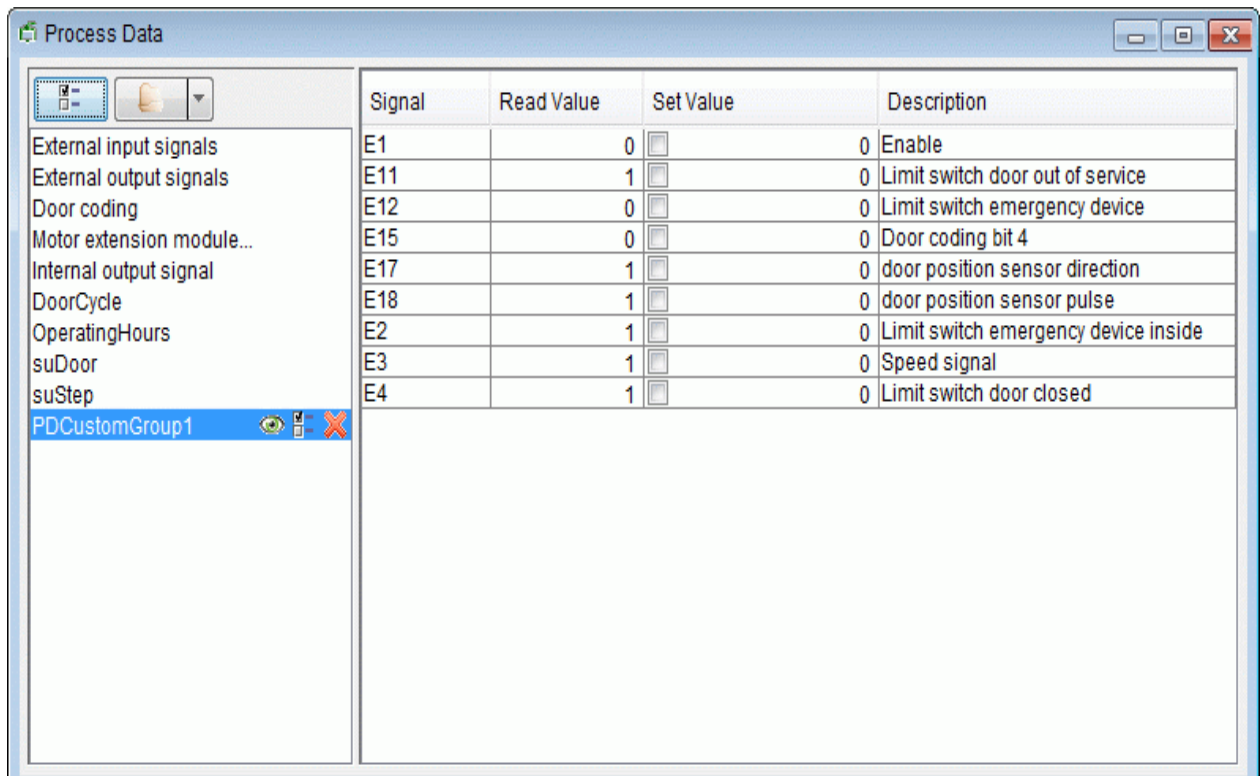 Process Data
Signal Read Value Set Value Description
External input signals
External output signals
Door coding
Motor extension module...
Internal output signal
DoorCycle
OperatingHours
suDoor
suStep
PDCustomGroup1
E1 0 0 Enable
E11 1 0 Limit switch door out of service
E12 0 0 Limit switch emergency device
E15 0 0 Door coding bit 4
E17 1 0 door position sensor direction
E18 1 0 door position sensor pulse
E2 1 0 Limit switch emergency device inside
E3 1 0 Speed signal
E4 1 0 Limit switch door closed